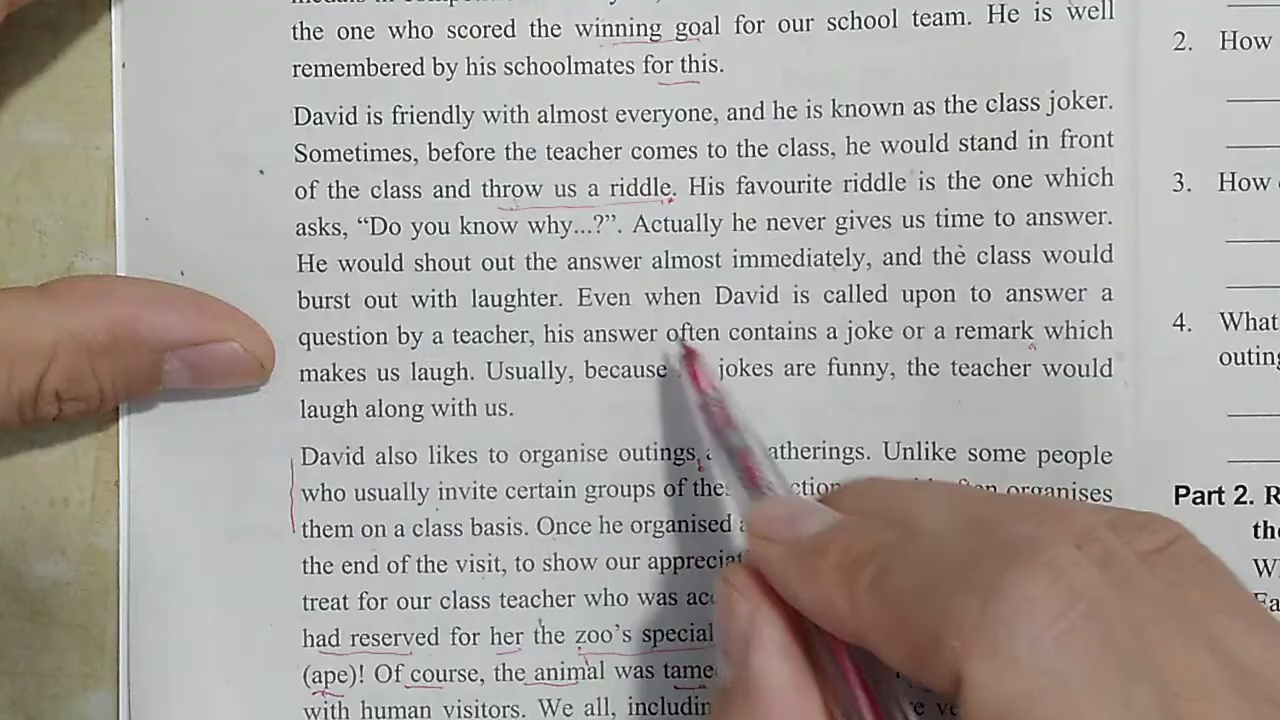 the one who scored the winning goal for our school team. He is well
remembered by his schoolmates for this.
David is friendly with almost everyone, and he is known as the class joker.
Sometimes, before the teacher comes to the class, he would stand in front
of the class and throw us a riddle. His favourite riddle is the one which
asks, “Do you know why...?”. Actually he never gives us time to answer.
He would shout out the answer almost immediately, and the class would
burst out with laughter. Even when David is called upon to answer a
question by a teacher, his answer often contains a joke or a remark which
makes us laugh. Usually, because jokes are funny, the teacher would
laugh along with us.
David also likes to organise outings, Unlike some people
who usually invite certain groups of organises
them on a class basis. Once he organised
the end of the visit, to show our
treat for our class teacher who was
had reserved for her the zoo’s special
(ape)! Of course, the animal was
with human visitors. We all,
2. How
3. How
4. What
Part 2.